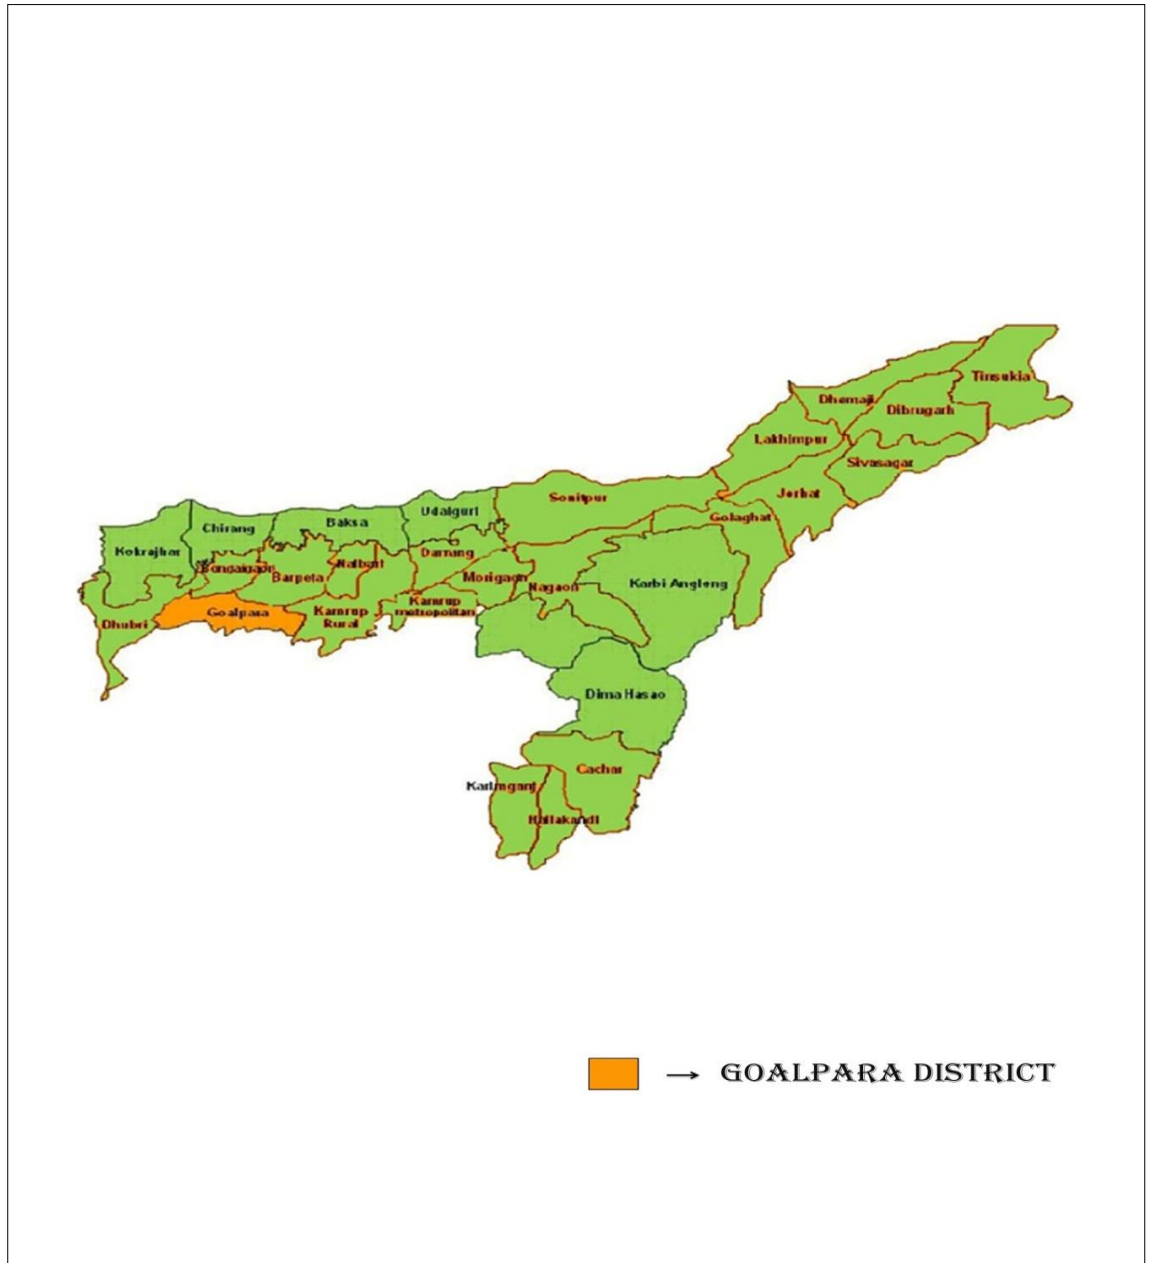 Tinsukia
Dhemaji
Dibrugarh
Lakhimpur
Sivasagar
Jorhat
Sonitpur
Golaghat
Udalguri
Baksa
Chirang
Kokrajhar
Darrang
Nalbari
Bongaigaon
Barpeta
Morigaon
Nagaon
Karbi Angleng
Goalpara
Kamrup
Rural
Kamrup
metropolitan
Dhubri
Dima Hasao
Cachar
Karimganj
Hailakandi
GOALPARA DISTRICT